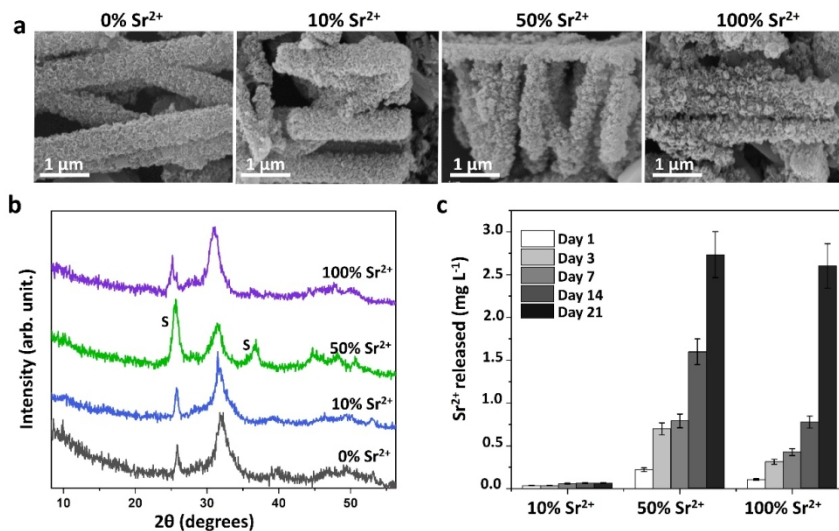 a
0% Sr²⁺
10% Sr²⁺
50% Sr²⁺
100% Sr²⁺
1 µm
1 µm
1 µm
1 µm
b
Intensity (arb. unit.)
100% Sr²⁺
S
S
50% Sr²⁺
10% Sr²⁺
0% Sr²⁺
10 20 30 40 50
2θ (degrees)
c
Sr²⁺ released (mg L⁻¹)
3.0
2.5
2.0
1.5
1.0
0.5
0.0
Day 1
Day 3
Day 7
Day 14
Day 21
10% Sr²⁺ 50% Sr²⁺ 100% Sr²⁺